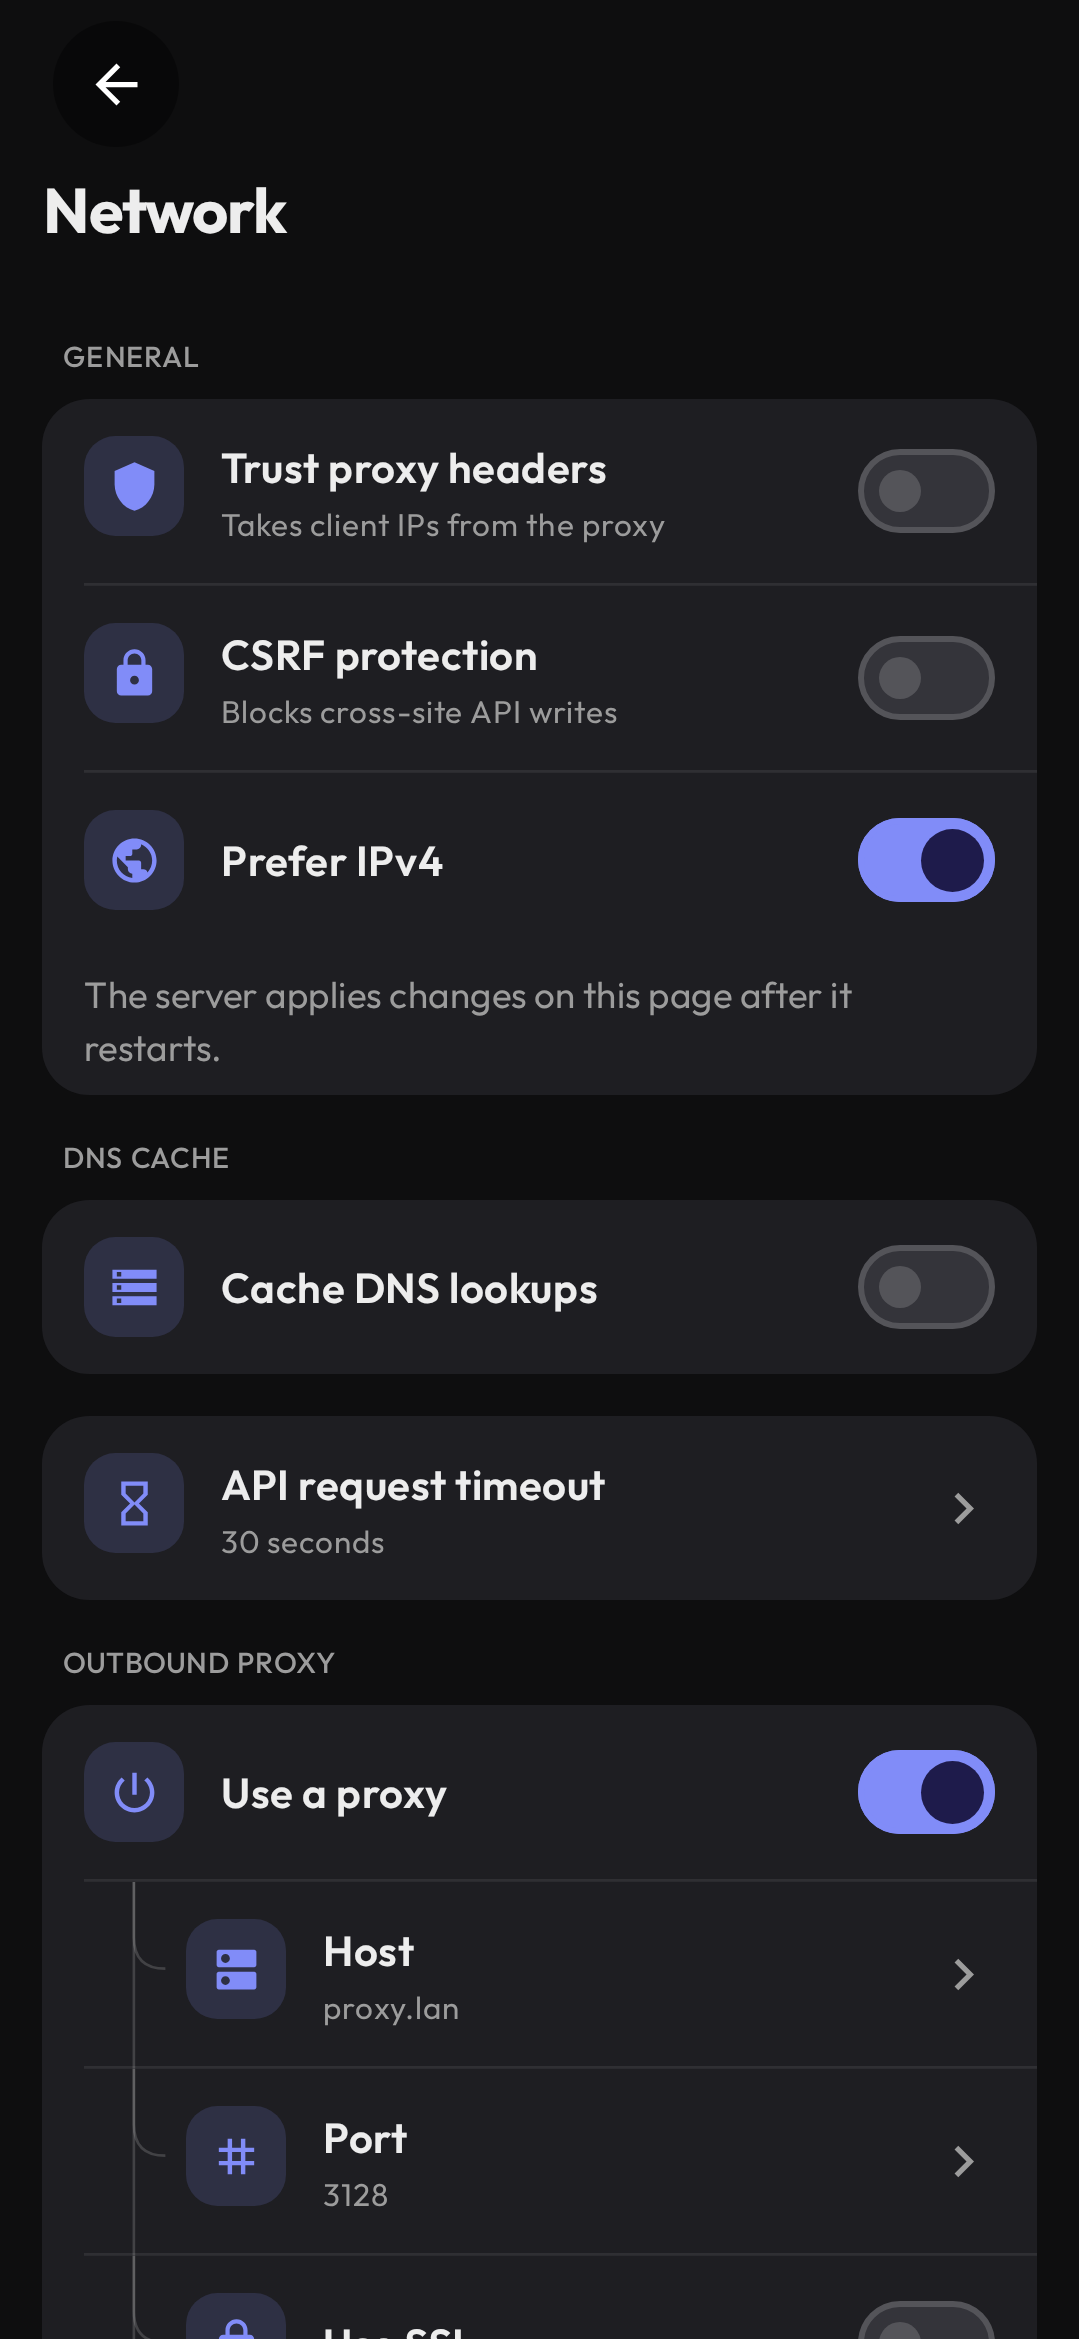 Network
GENERAL
Trust proxy headers
Takes client IPs from the proxy
CSRF protection
Blocks cross-site API writes
Prefer IPv4
The server applies changes on this page after it
restarts.
DNS CACHE
Cache DNS lookups
API request timeout
30 seconds
OUTBOUND PROXY
Use a proxy
Host
proxy.lan
Port
3128
Use SSL